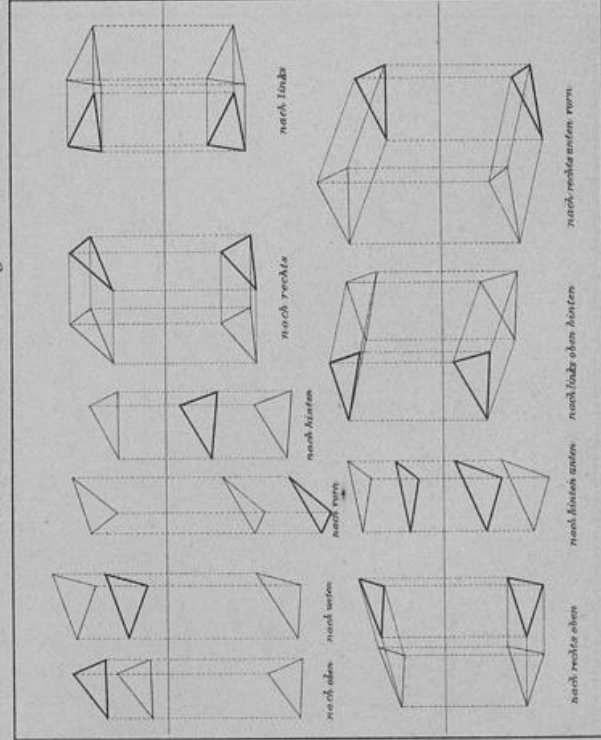 nach oben
nach unten
nach vorn
nach hinten
nach rechts
nach links
nach rechts oben
nach hinten unten
nach links oben hinten
nach rechts unten vorn